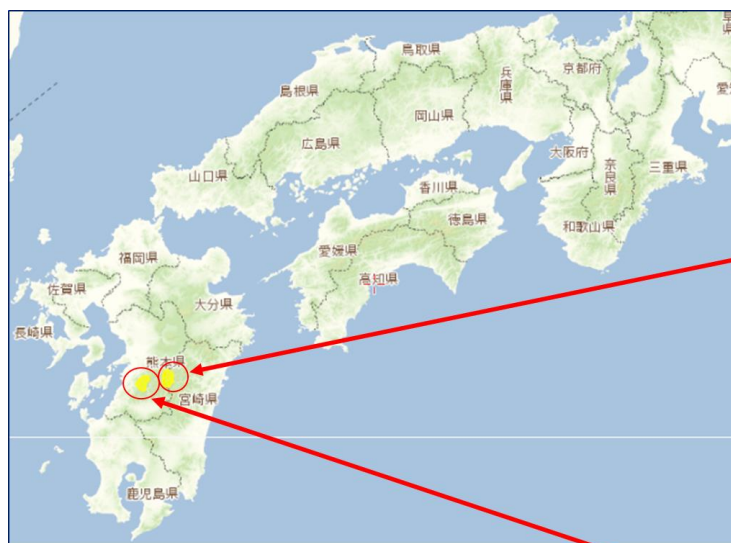 鳥取県
島根県
岡山県
兵庫県
京都府
広島県
大阪府
奈良県
三重県
山口県
香川県
徳島県
和歌山県
愛媛県
高知県
福岡県
佐賀県
大分県
長崎県
熊本県
宮崎県
鹿児島県